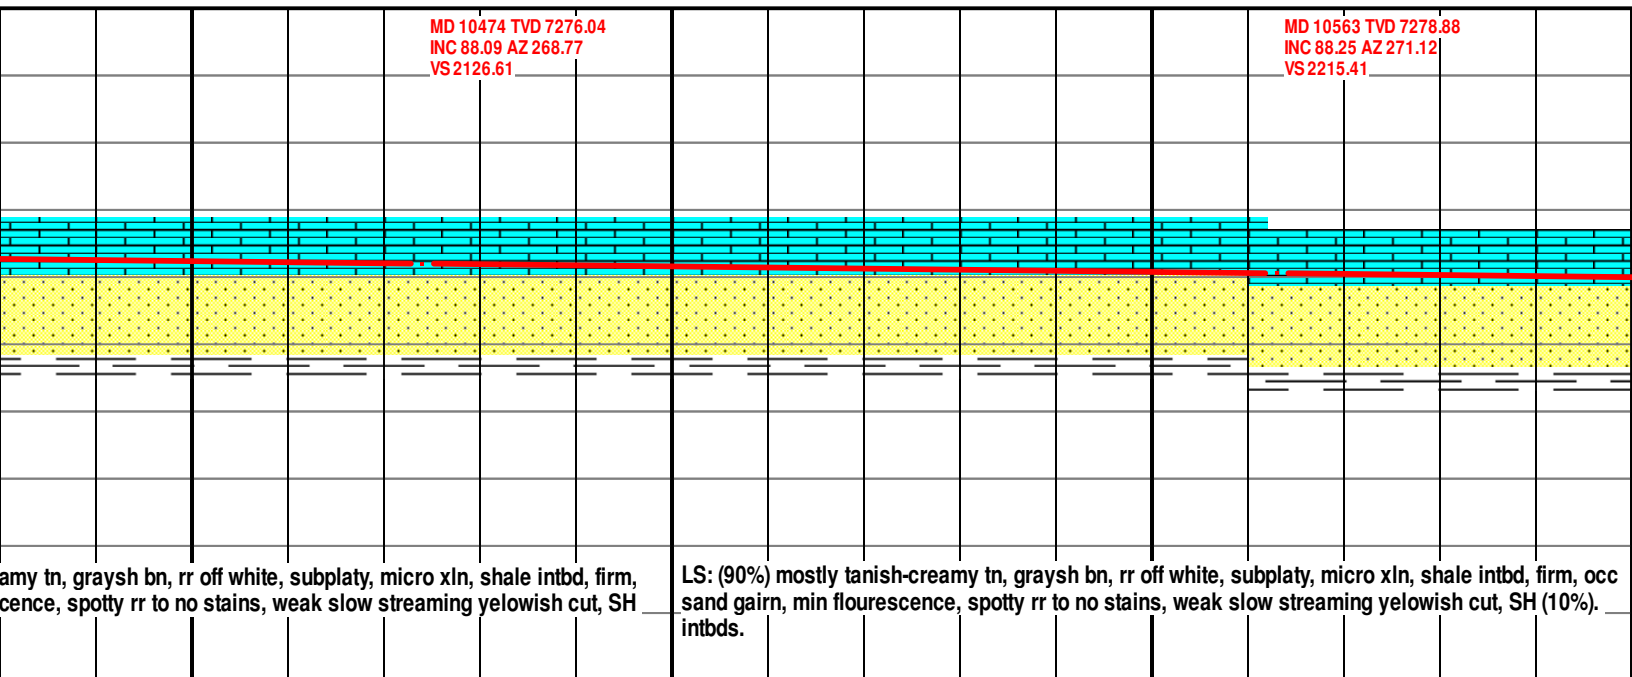 MD 10474 TVD 7276.04
INC 88.09 AZ 268.77
VS 2126.61
MD 10563 TVD 7278.88
INC 88.25 AZ 271.12
VS 2215.41
amy tn, graysh bn, rr off white, subplaty, micro xln, shale intbd, firm,
cence, spotty rr to no stains, weak slow streaming yelowish cut, SH
LS: (90%) mostly tanish-creamy tn, graysh bn, rr off white, subplaty, micro xln, shale intbd, firm, occ
sand gairn, min flourescence, spotty rr to no stains, weak slow streaming yelowish cut, SH (10%).
intbds.